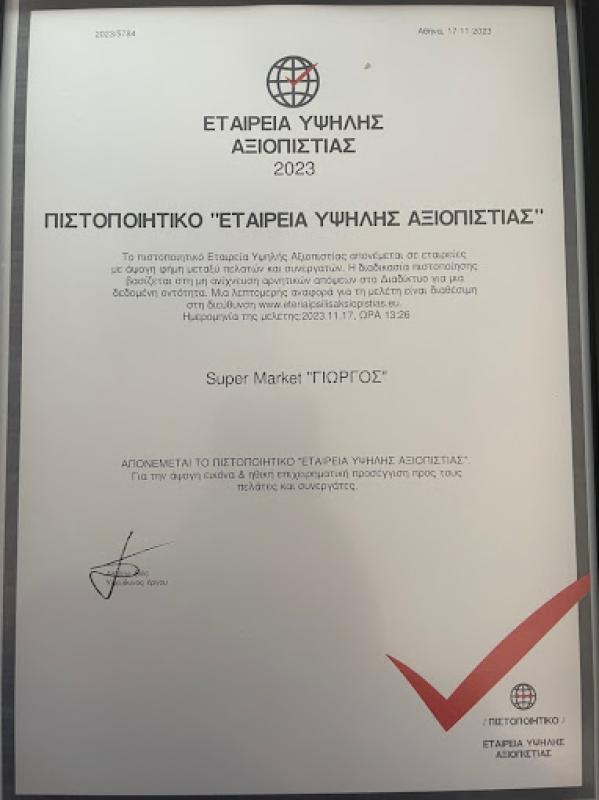 2023/5784
Αθήνα, 17-11-2023
ΕΤΑΙΡΕΙΑ ΥΨΗΛΗΣ
ΑΞΙΟΠΙΣΤΙΑΣ
2023
ΠΙΣΤΟΠΟΙΗΤΙΚΟ "ΕΤΑΙΡΕΙΑ ΥΨΗΛΗΣ ΑΞΙΟΠΙΣΤΙΑΣ"
Το πιστοποιητικό Εταιρεία Υψηλής Αξιοπιστίας απονέμεται σε εταιρείες
με άψογη φήμη μεταξύ πελατών και συνεργατών. Η διαδικασία πιστοποίησης
βασίζεται στη μη ανίχνευση αρνητικών απόψεων στο Διαδίκτυο για μια
δεδομένη οντότητα. Μια λεπτομερής αναφορά για τη μελέτη είναι διαθέσιμη
στη διεύθυνση www.eteriaipsilisaksiopistias.eu.
Ημερομηνία της μελέτης:2023.11.17, ΩΡΑ 13:26
Super Market "ΓΙΩΡΓΟΣ"
ΑΠΟΝΕΜΕΤΑΙ ΤΟ ΠΙΣΤΟΠΟΙΗΤΙΚΟ "ΕΤΑΙΡΕΙΑ ΥΨΗΛΗΣ ΑΞΙΟΠΙΣΤΙΑΣ".
Για την άψογη εικόνα & ηθική επιχειρηματική προσέγγιση προς τους
πελάτες και συνεργάτες.
Υπεύθυνος έργου
/ ΠΙΣΤΟΠΟΙΗΤΙΚΟ /
ΕΤΑΙΡΕΙΑ ΥΨΗΛΗΣ
ΑΞΙΟΠΙΣΤΙΑΣ